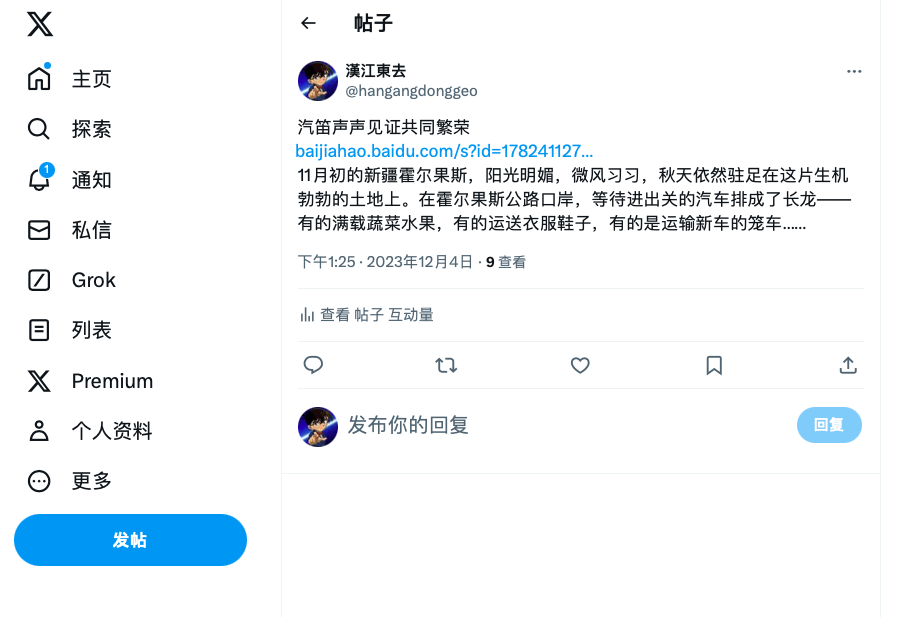 帖子
主页
探索
1
通知
私信
Grok
列表
Premium
个人资料
更多
发帖
漢江東去
@hangangdonggeo
汽笛声声见证共同繁荣
baijiahao.baidu.com/s?id=178241127...
11月初的新疆霍尔果斯，阳光明媚，微风习习，秋天依然驻足在这片生机
勃勃的土地上。在霍尔果斯公路口岸，等待进出关的汽车排成了长龙——
有的满载蔬菜水果，有的运送衣服鞋子，有的是运输新车的笼车......
下午1:25 · 2023年12月4日 · 9 查看
查看 帖子 互动量
发布你的回复
回复